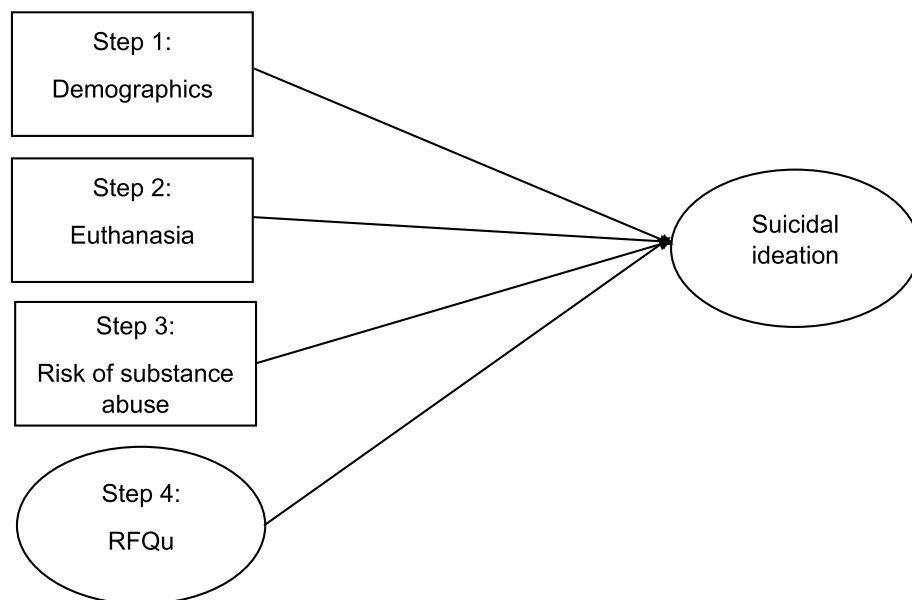 Step 1:
Demographics
Step 2:
Euthanasia
Step 3:
Risk of substance
abuse
Step 4:
RFQu
Suicidal
ideation